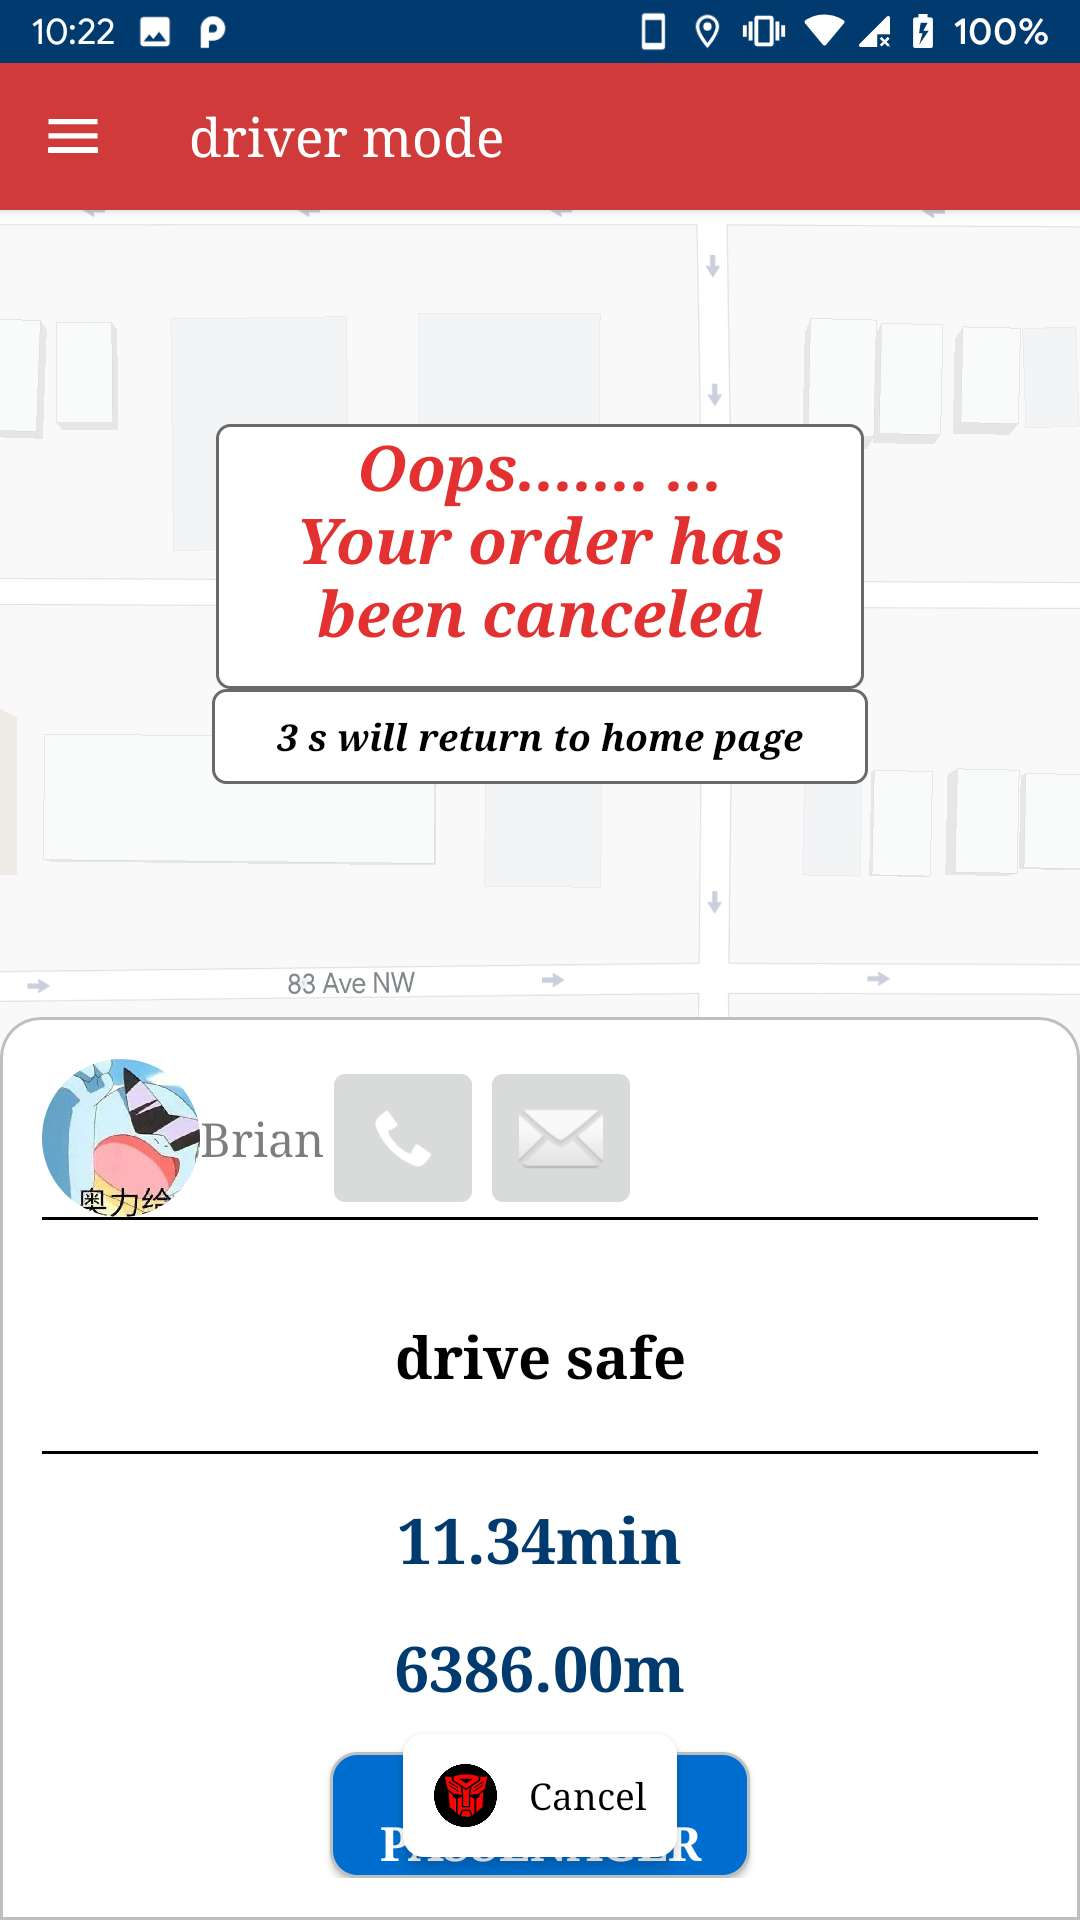 10:22
100%
driver mode
Oops....... ...
Your order has
been canceled
3 s will return to home page
83 Ave NW
Brian
奥力给
drive safe
11.34min
6386.00m
Cancel